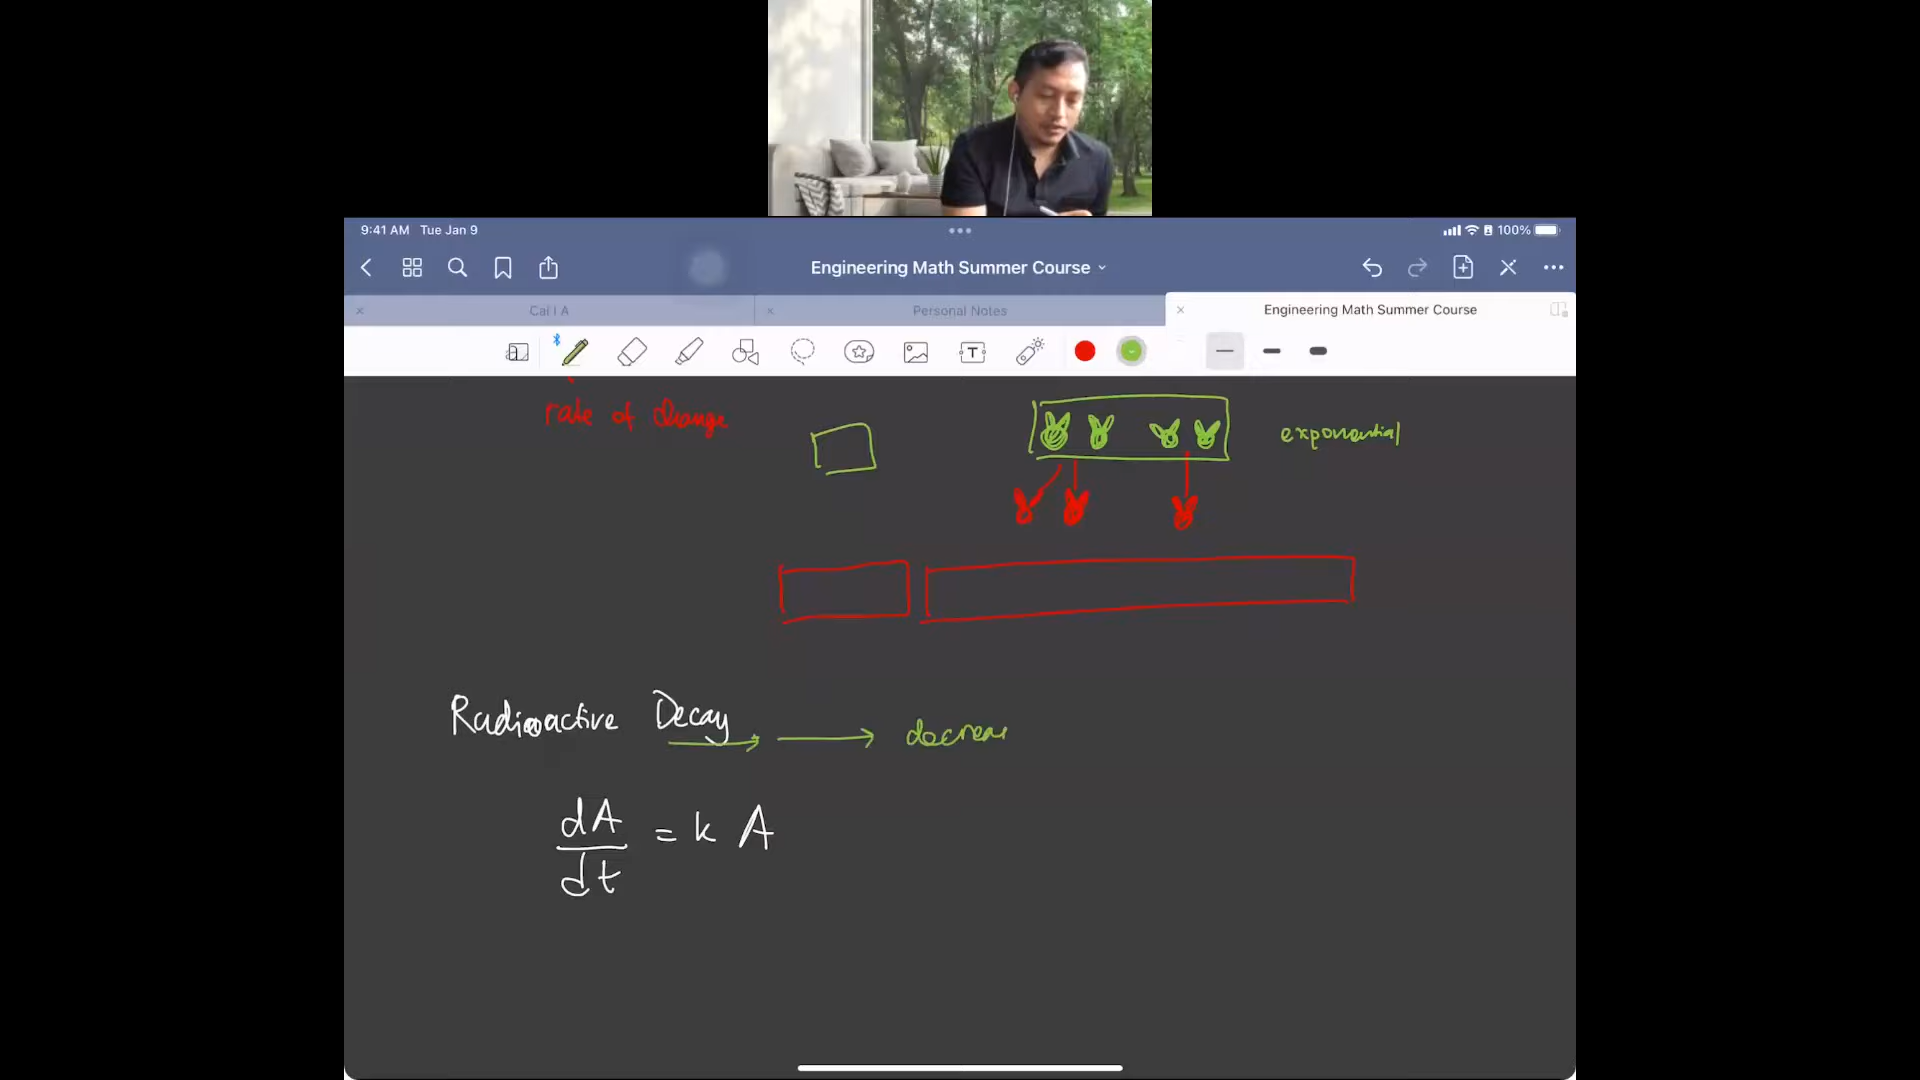 9:41 AM Tue Jan 9
100%
Engineering Math Summer Course
Cal I A
Personal Notes
Engineering Math Summer Course
T
rate of change
exponential
Radioactive Decay → → decreas
dA
dt
= k A